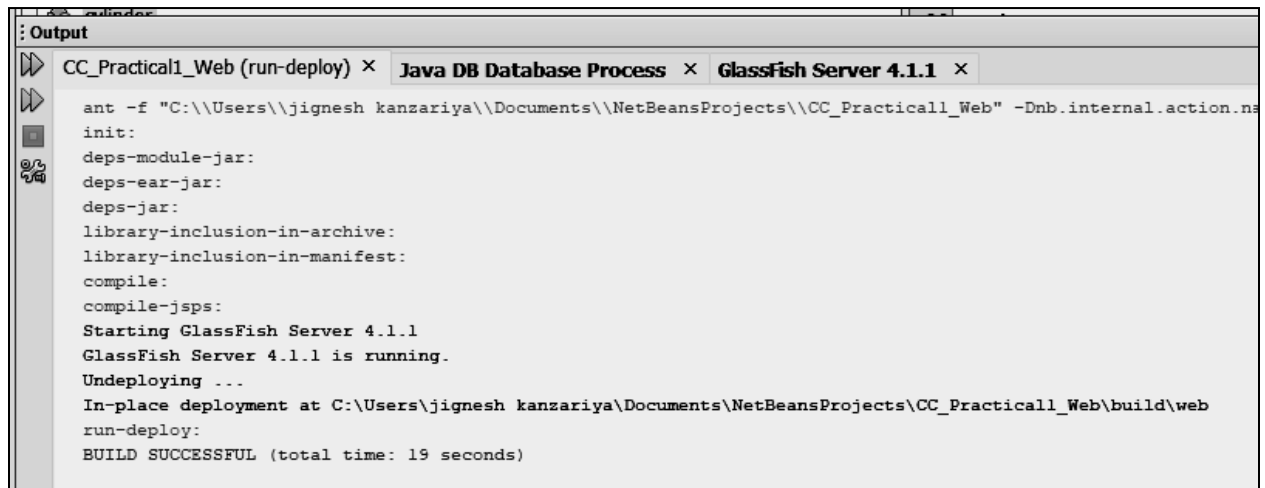 Output
CC_Practical1_Web (run-deploy) × Java DB Database Process × GlassFish Server 4.1.1 ×
ant -f "C:\\Users\\jignesh kanzariya\\Documents\\NetBeansProjects\\CC_Practical1_Web" -Dnb.internal.action.na
init:
deps-module-jar:
deps-ear-jar:
deps-jar:
library-inclusion-in-archive:
library-inclusion-in-manifest:
compile:
compile-jsps:
Starting GlassFish Server 4.1.1
GlassFish Server 4.1.1 is running.
Undeploying ...
In-place deployment at C:\Users\jignesh kanzariya\Documents\NetBeansProjects\CC_Practical1_Web\build\web
run-deploy:
BUILD SUCCESSFUL (total time: 19 seconds)